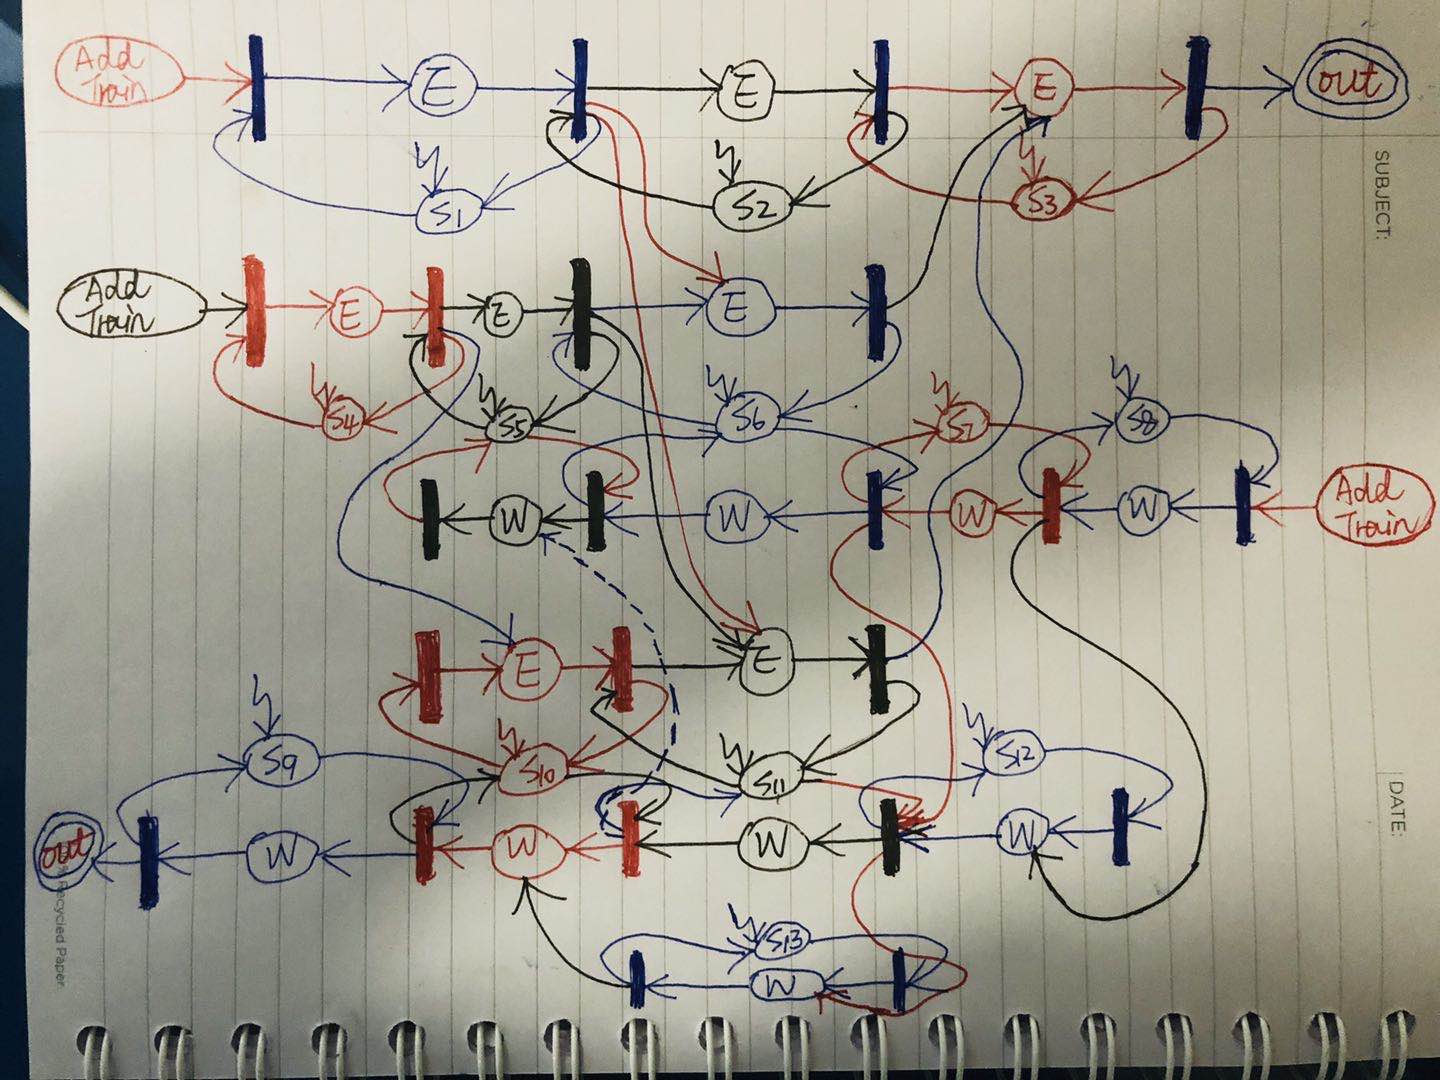 Add
Train
E
E
E
out
S1
S2
S3
SUBJECT:
Add
Train
E
E
E
S4
S5
S6
S7
S8
W
W
W
W
Add
Train
E
E
S9
S10
S11
S12
DATE:
out
W
W
W
W
S13
W
Recycled Paper